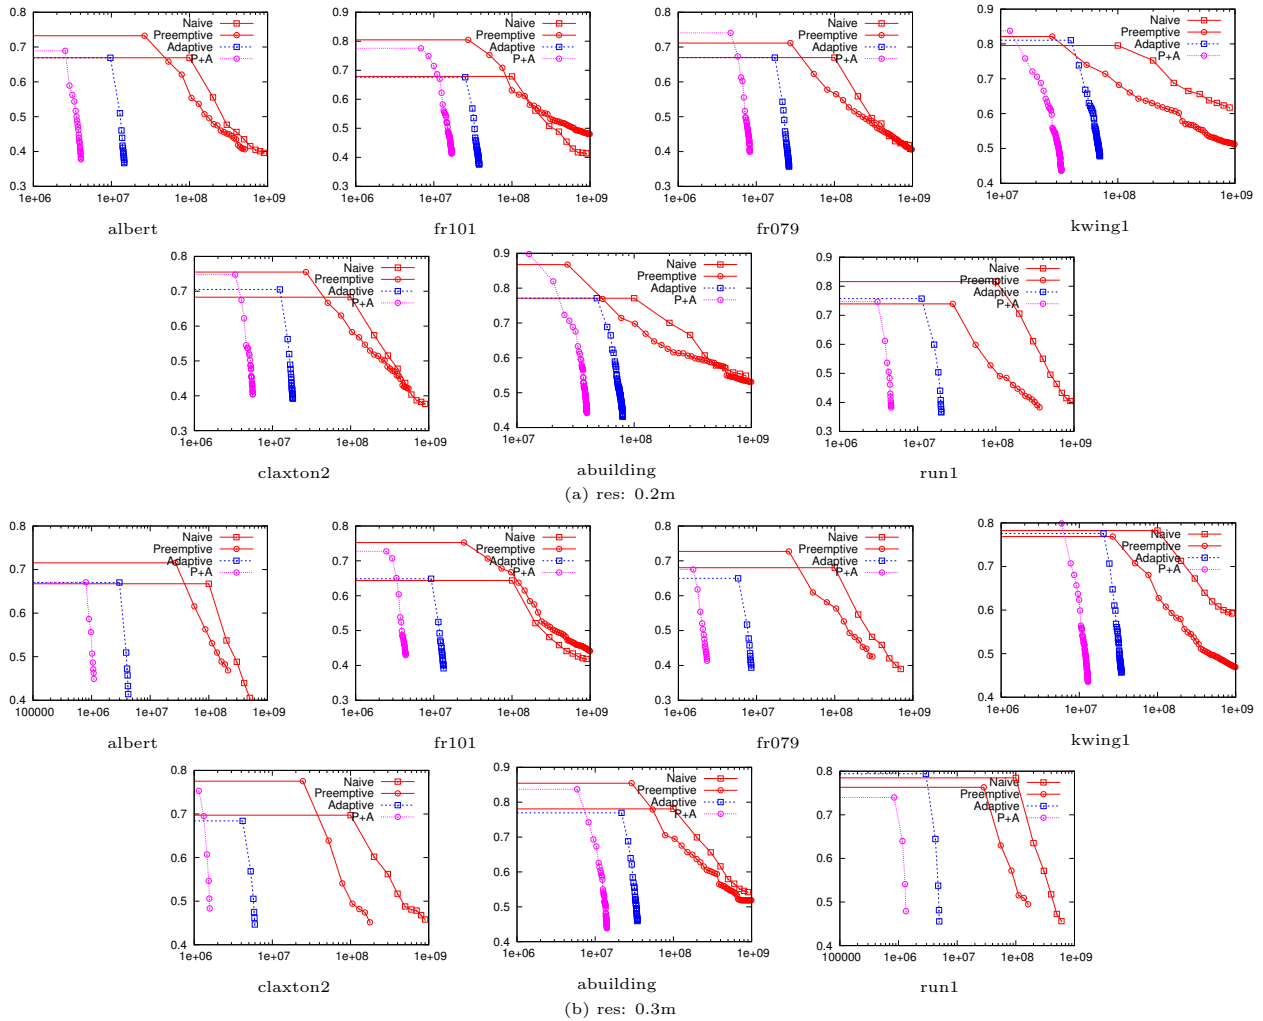 0.8
0.7
0.6
0.5
0.4
0.3
1e+06 1e+07 1e+08 1e+09
Naive
Preemptive
Adaptive
P+A
albert
0.9
0.8
0.7
0.6
0.5
0.4
0.3
1e+06 1e+07 1e+08 1e+09
Naive
Preemptive
Adaptive
P+A
fr101
0.8
0.7
0.6
0.5
0.4
0.3
1e+06 1e+07 1e+08 1e+09
Naive
Preemptive
Adaptive
P+A
fr079
0.9
0.8
0.7
0.6
0.5
0.4
1e+07 1e+08 1e+09
Naive
Preemptive
Adaptive
P+A
kwing1
0.8
0.7
0.6
0.5
0.4
0.3
1e+06 1e+07 1e+08 1e+09
Naive
Preemptive
Adaptive
P+A
claxton2
0.9
0.8
0.7
0.6
0.5
0.4
1e+07 1e+08 1e+09
Naive
Preemptive
Adaptive
P+A
abuilding
0.9
0.8
0.7
0.6
0.5
0.4
0.3
1e+06 1e+07 1e+08 1e+09
Naive
Preemptive
Adaptive
P+A
run1
(a) res: 0.2m
0.8
0.7
0.6
0.5
0.4
100000 1e+06 1e+07 1e+08 1e+09
Naive
Preemptive
Adaptive
P+A
albert
0.8
0.7
0.6
0.5
0.4
0.3
1e+06 1e+07 1e+08 1e+09
Naive
Preemptive
Adaptive
P+A
fr101
0.8
0.7
0.6
0.5
0.4
0.3
1e+06 1e+07 1e+08 1e+09
Naive
Preemptive
Adaptive
P+A
fr079
0.8
0.7
0.6
0.5
0.4
1e+06 1e+07 1e+08 1e+09
Naive
Preemptive
Adaptive
P+A
kwing1
0.8
0.7
0.6
0.5
0.4
1e+06 1e+07 1e+08 1e+09
Naive
Preemptive
Adaptive
P+A
claxton2
0.9
0.8
0.7
0.6
0.5
0.4
1e+06 1e+07 1e+08 1e+09
Naive
Preemptive
Adaptive
P+A
abuilding
0.8
0.7
0.6
0.5
0.4
100000 1e+06 1e+07 1e+08 1e+09
Naive
Preemptive
Adaptive
P+A
run1
(b) res: 0.3m